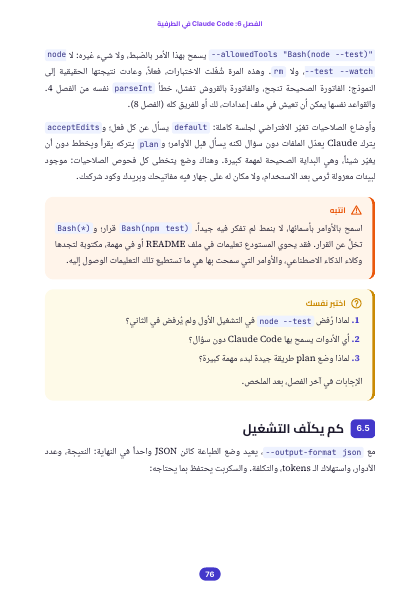 الفصل 6: Claude Code في الطرفية
--allowedTools "Bash(node --test)" يسمح بهذا الأمر بالضبط، ولا شيء غيره: لا node
--test --watch، ولا rm. وهذه المرة شُغّلت الاختبارات، فعلاً، وعادت نتيجتها الحقيقية إلى
النموذج: الفاتورة الصحيحة تنجح، والفاتورة بالقروش تفشل، خطأ parseInt نفسه من الفصل 4.
والقواعد نفسها يمكن أن تعيش في ملف إعدادات، لك أو للفريق كله (الفصل 8).
وأوضاع الصلاحيات تغيّر الافتراضي لجلسة كاملة: default يسأل عن كل فعل؛ و acceptEdits
يترك Claude يعدّل الملفات دون سؤال لكنه يسأل قبل الأوامر؛ و plan يتركه يقرأ ويخطط دون أن
يغيّر شيئاً، وهي البداية الصحيحة لمهمة كبيرة. وهناك وضع يتخطى كل فحوص الصلاحيات: موجود
لبيئات معزولة تُرمى بعد الاستخدام، ولا مكان له على جهاز فيه مفاتيحك وبريدك وكود شركتك.
انتبه
اسمح بالأوامر بأسمائها، لا بنمط لم تفكر فيه جيداً. Bash(npm test) قرار؛ و Bash(*)
تخلٍّ عن القرار. فقد يحوي المستودع تعليمات في ملف README أو في مهمة، مكتوبة لتجدها
وكلاء الذكاء الاصطناعي، والأوامر التي سمحت بها هي ما تستطيع تلك التعليمات الوصول إليه.
اختبر نفسك
1. لماذا رُفض node --test في التشغيل الأول ولم يُرفض في الثاني؟
2. أي الأدوات يسمح بها Claude Code دون سؤال؟
3. لماذا وضع plan طريقة جيدة لبدء مهمة كبيرة؟
الإجابات في آخر الفصل، بعد الملخص.
6.5 كم يكلّف التشغيل
مع --output-format json، يعيد وضع الطباعة كائن JSON واحداً في النهاية: النتيجة، وعدد
الأدوار، واستهلاك الـ tokens، والتكلفة. والسكربت يحتفظ بما يحتاجه:
76